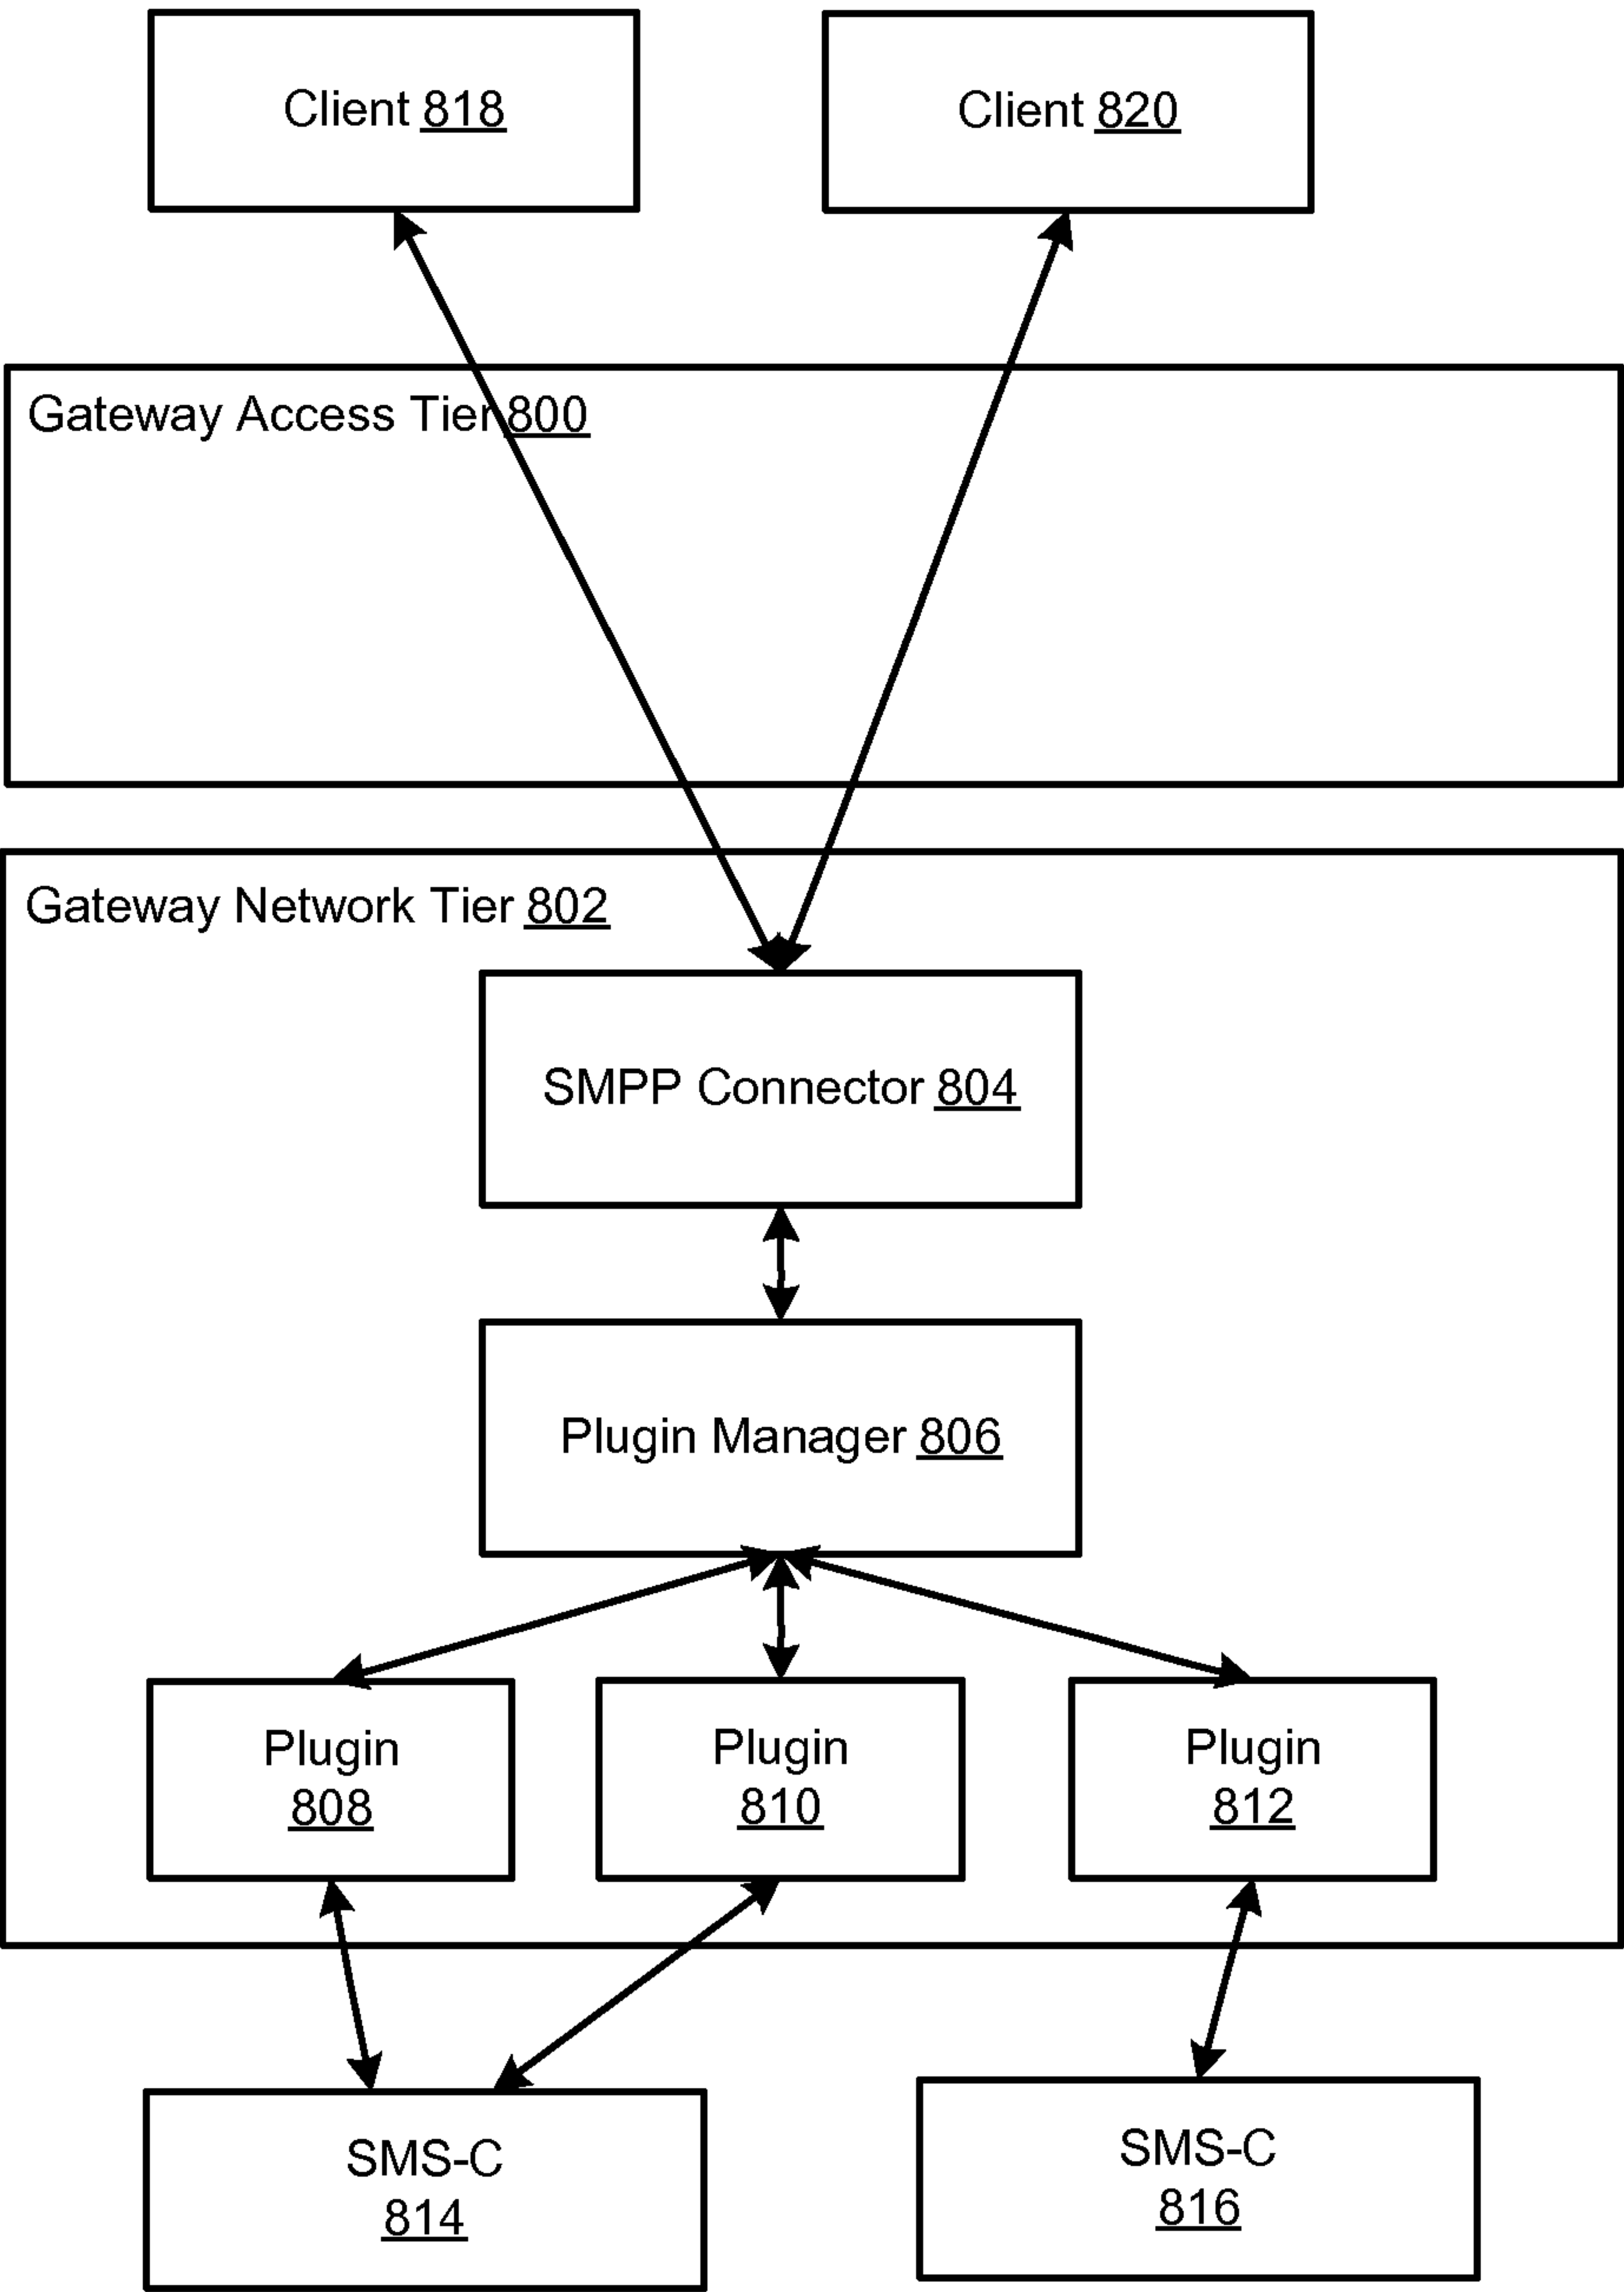 Client 818
Client 820
Gateway Access Tier 800
Gateway Network Tier 802
SMPP Connector 804
Plugin Manager 806
Plugin
808
Plugin
810
Plugin
812
SMS-C
814
SMS-C
816